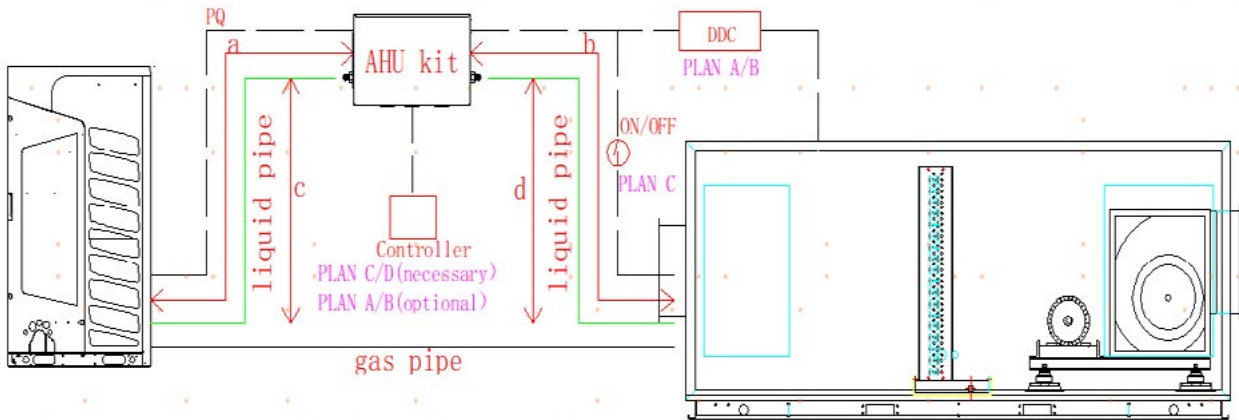 PQ
a
AHU kit
b
DDC
PLAN A/B
ON/OFF
PLAN C
liquid pipe
c
d
liquid pipe
Controller
PLAN C/D(necessary)
PLAN A/B(optional)
gas pipe